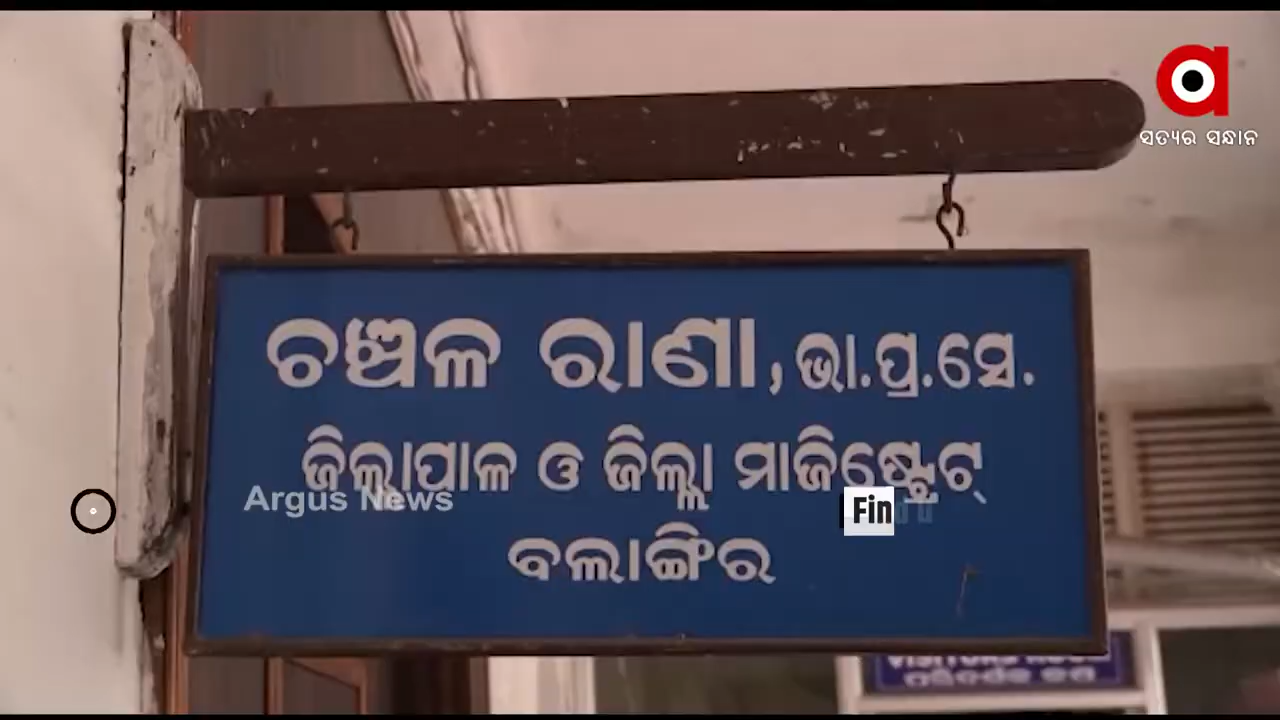 ସତ୍ୟର ସନ୍ଧାନ
ଚଞ୍ଚଳ ରାଣା, ଭା.ପ୍ର.ସେ.
ଜିଲ୍ଲାପାଳ ଓ ଜିଲ୍ଲା ମାଜିଷ୍ଟ୍ରେଟ୍
Argus News
Fin
ବଲାଙ୍ଗିର